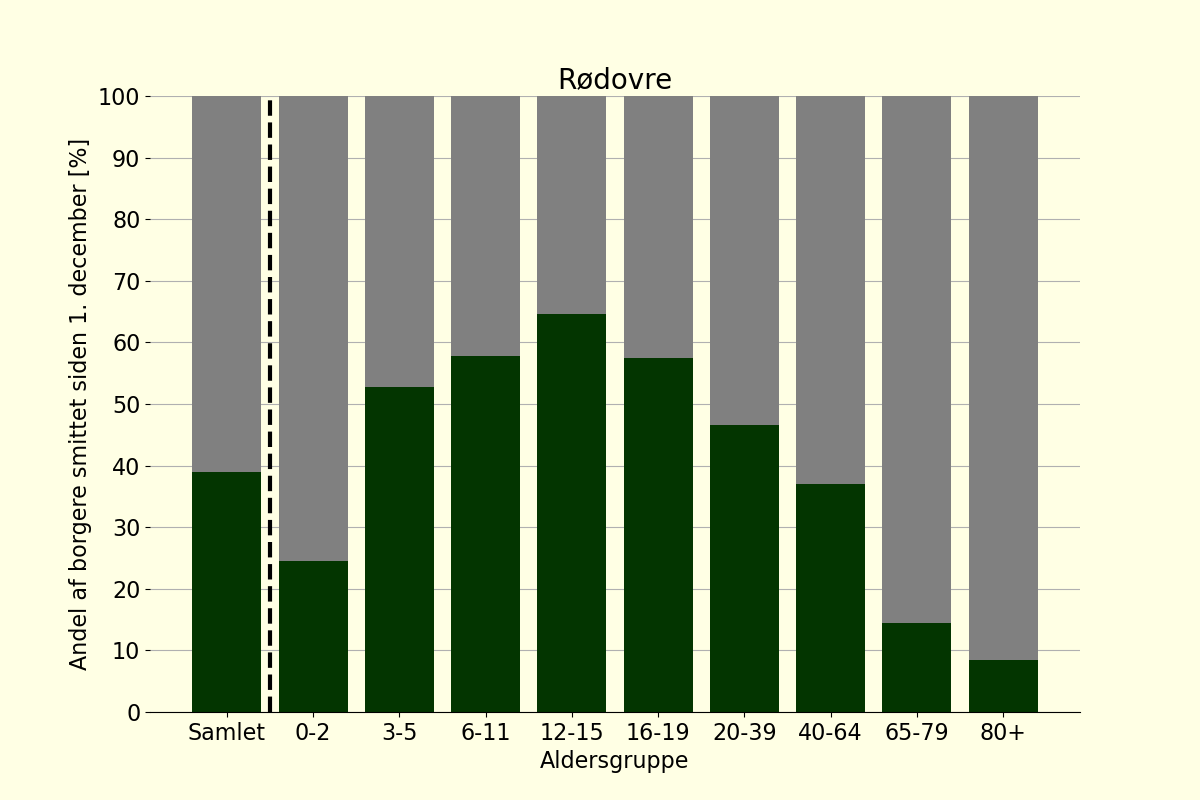 Rødovre
Andel af borgere smittet siden 1. december [%]
100
90
80
70
60
50
40
30
20
10
0
Samlet 0-2 3-5 6-11 12-15 16-19 20-39 40-64 65-79 80+
Aldersgruppe